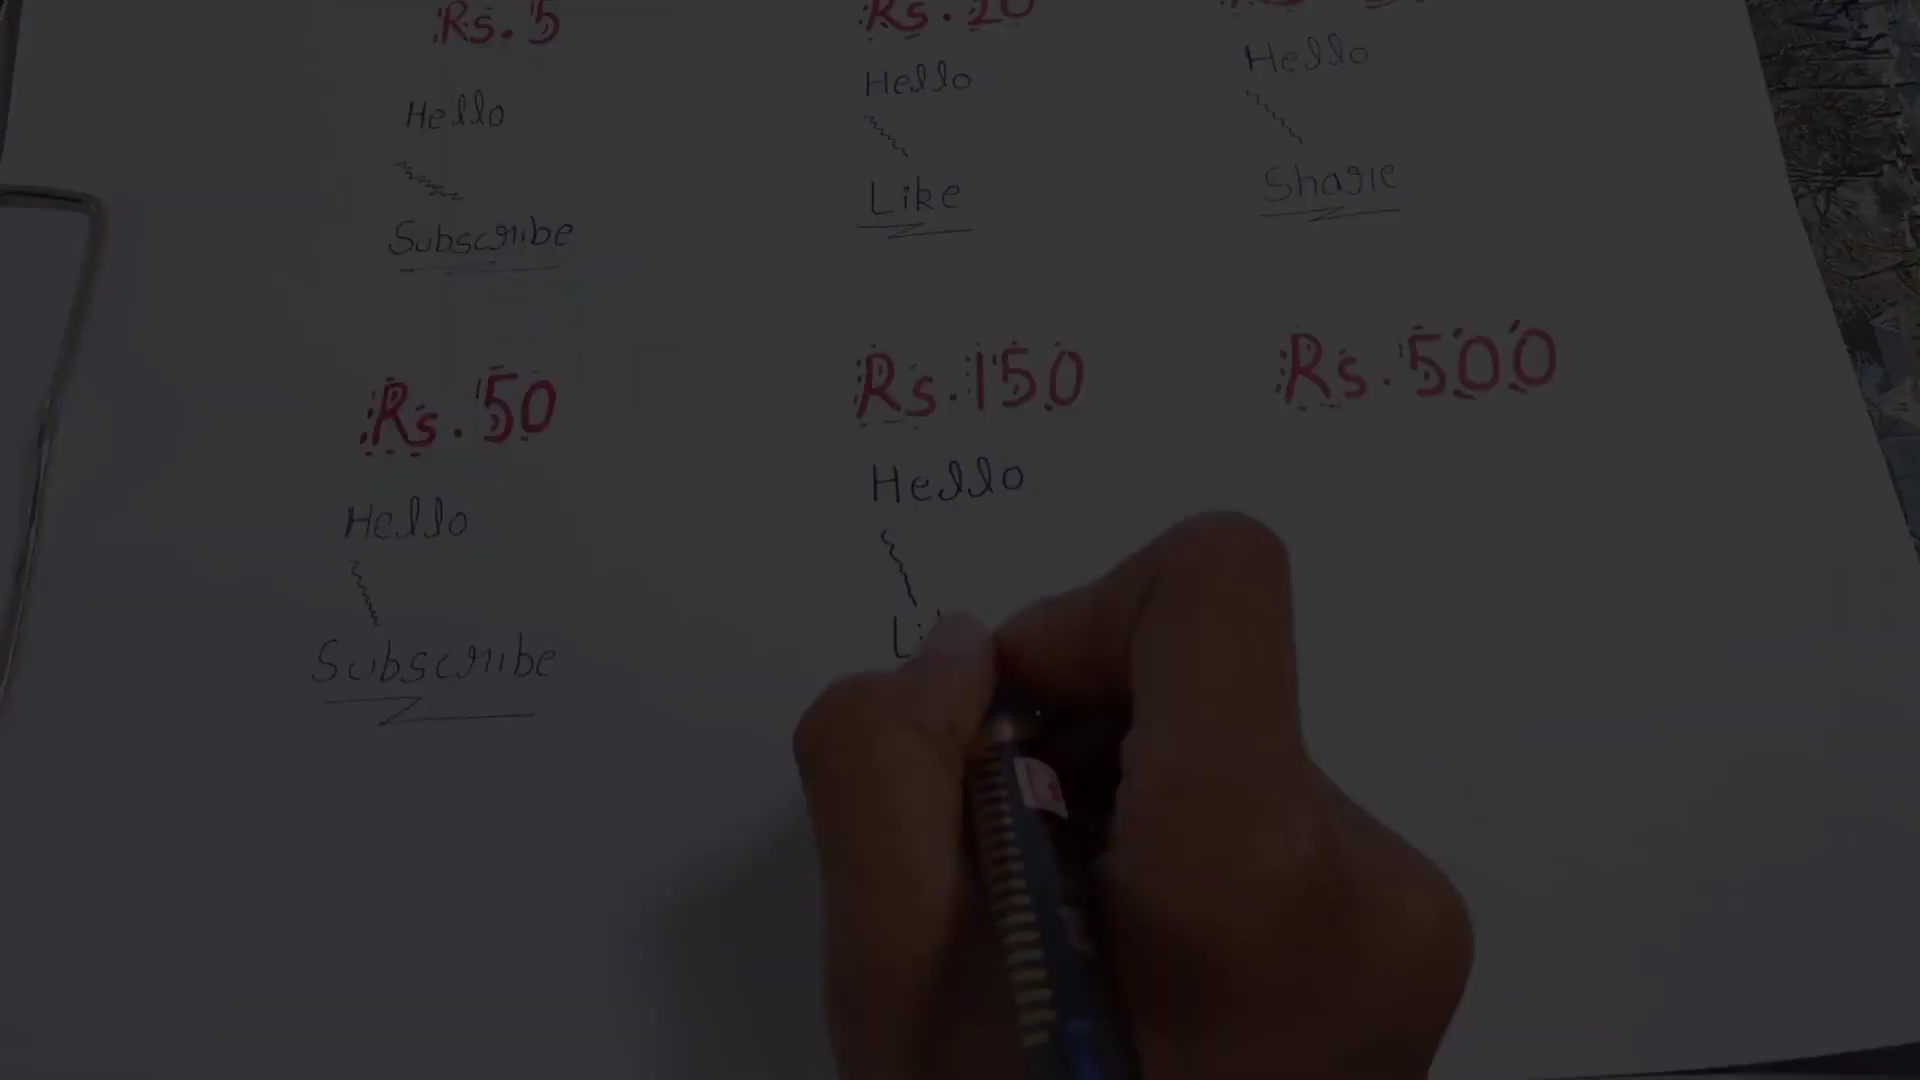 Rs. 5
Rs. 20
Hello
Hello
Hello
Subscribe
Like
Share
Rs. 50
Rs. 150
Rs. 500
Hello
Hello
Subscribe